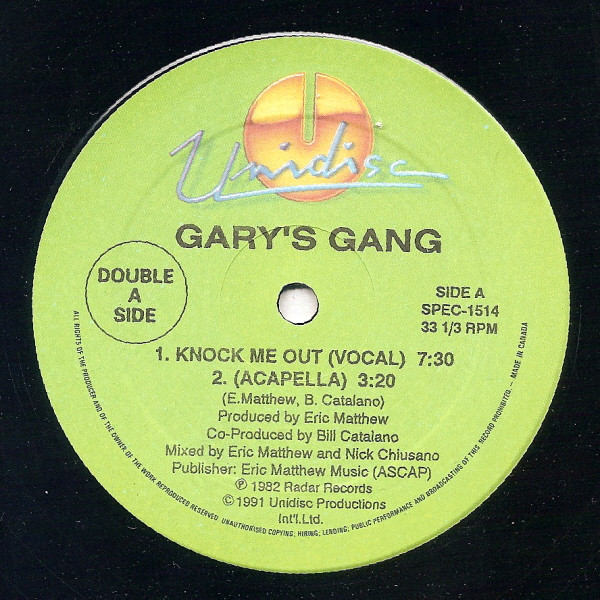 Unidisc
GARY'S GANG
DOUBLE
A
SIDE
SIDE A
SPEC-1514
33 1/3 RPM
1. KNOCK ME OUT (VOCAL) 7:30
2. (ACAPELLA) 3:20
(E.Matthew, B. Catalano)
Produced by Eric Matthew
Co-Produced by Bill Catalano
Mixed by Eric Matthew and Nick Chiusano
Publisher: Eric Matthew Music (ASCAP)
℗ 1982 Radar Records
© 1991 Unidisc Productions
Int'l.Ltd.
ALL RIGHTS OF THE PRODUCER AND OF THE OWNER OF THE WORK REPRODUCED RESERVED. UNAUTHORISED COPYING; HIRING; LENDING; PUBLIC PERFORMANCE AND BROADCASTING OF THIS RECORD PROHIBITED. – MADE IN CANADA